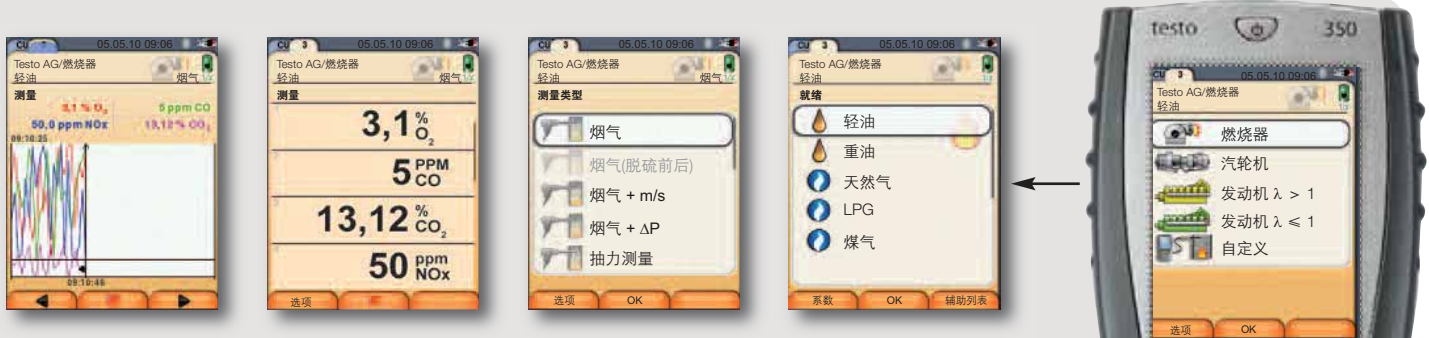 CU 05.05.10 09:06
Testo AG/燃烧器
轻油 烟气 1/X
测量
3,1 % O₂ 5 ppm CO
50,0 ppm NOx 13,12 % CO₂
09:10:25
09:10:46
CU 3 05.05.10 09:06
Testo AG/燃烧器
轻油 烟气
测量
3,1 % O₂
5 PPM CO
13,12 % CO₂
50 ppm NOx
选项
CU 3 05.05.10 09:06
Testo AG/燃烧器
轻油 烟气
测量类型
烟气
烟气(脱硫前后)
烟气 + m/s
烟气 + ΔP
抽力测量
选项 OK
CU 3 05.05.10 09:06
Testo AG/燃烧器
轻油
就绪
轻油
重油
天然气
LPG
煤气
系数 OK 辅助列表
testo 350
CU 3 05.05.10 09:06
Testo AG/燃烧器
轻油
燃烧器
汽轮机
发动机 λ > 1
发动机 λ ≤ 1
自定义
选项 OK